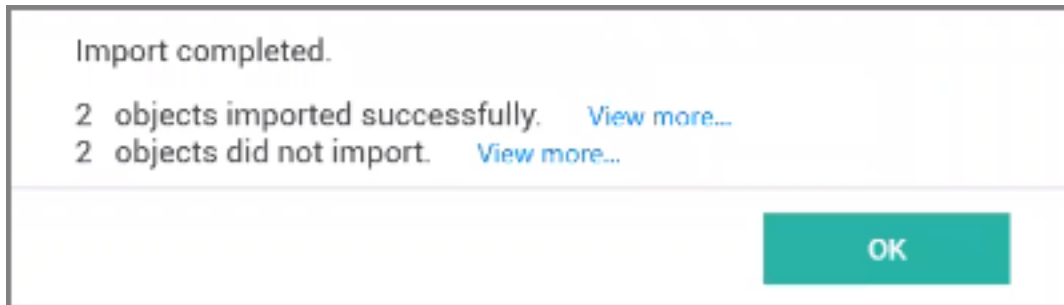 Import completed.
2 objects imported successfully. View more...
2 objects did not import. View more...
OK